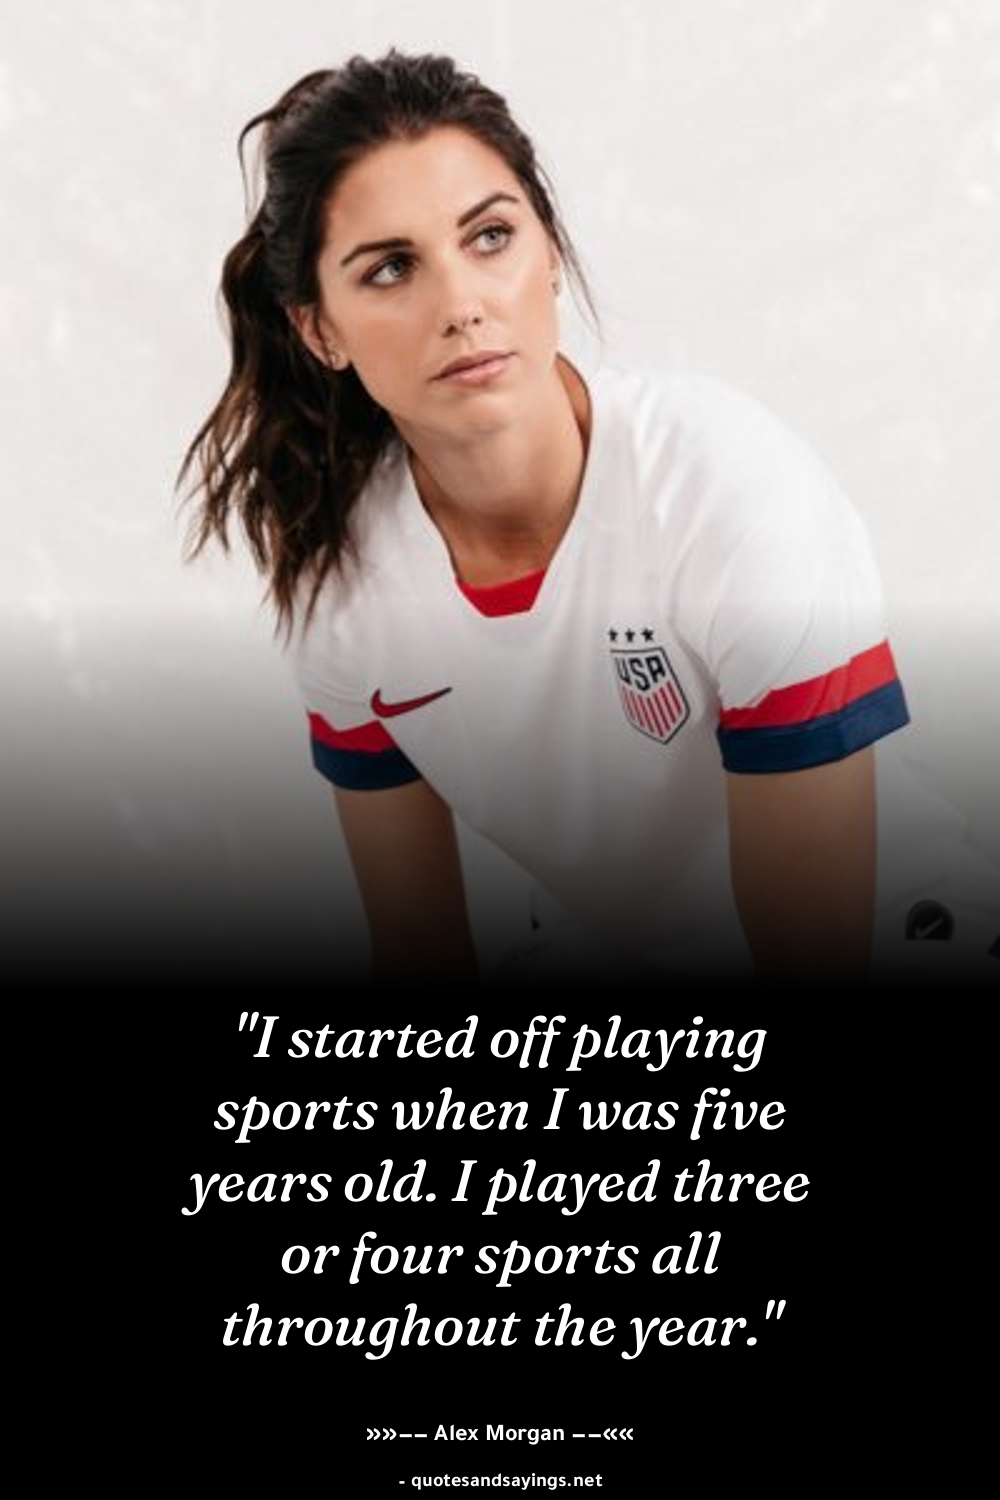 USA
"I started off playing
sports when I was five
years old. I played three
or four sports all
throughout the year."
»»–– Alex Morgan ––««
- quotesandsayings.net